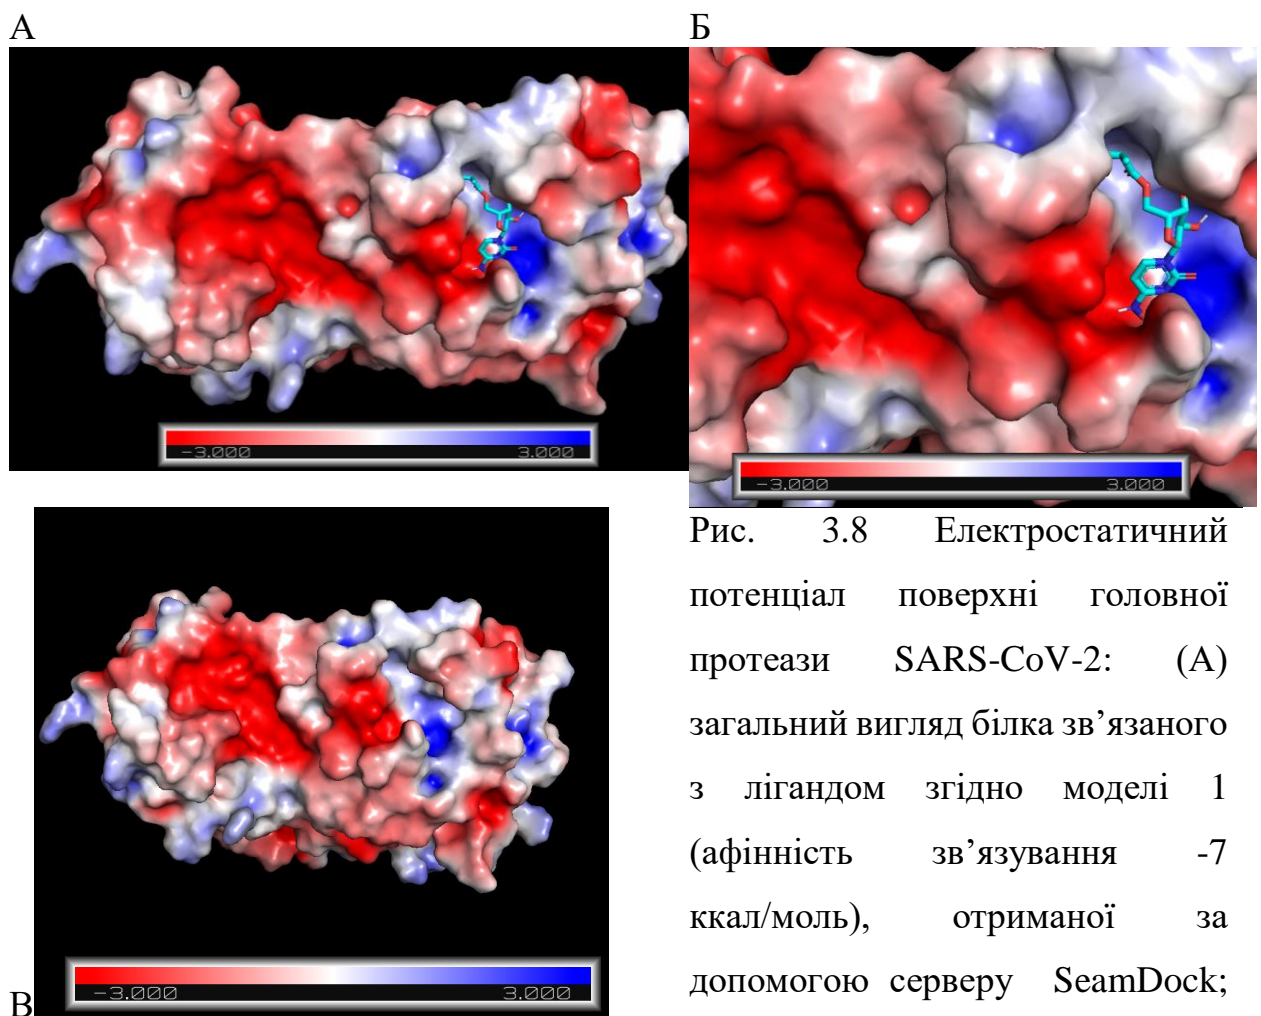 А
Б
-3.000
3.000
-3.000
3.000
Рис. 3.8 Електростатичний
потенціал поверхні головної
протеази SARS-CoV-2: (А)
загальний вигляд білка зв’язаного
з лігандом згідно моделі 1
(афінність зв’язування -7
ккал/моль), отриманої за
допомогою серверу SeamDock;
-3.000
3.000
В